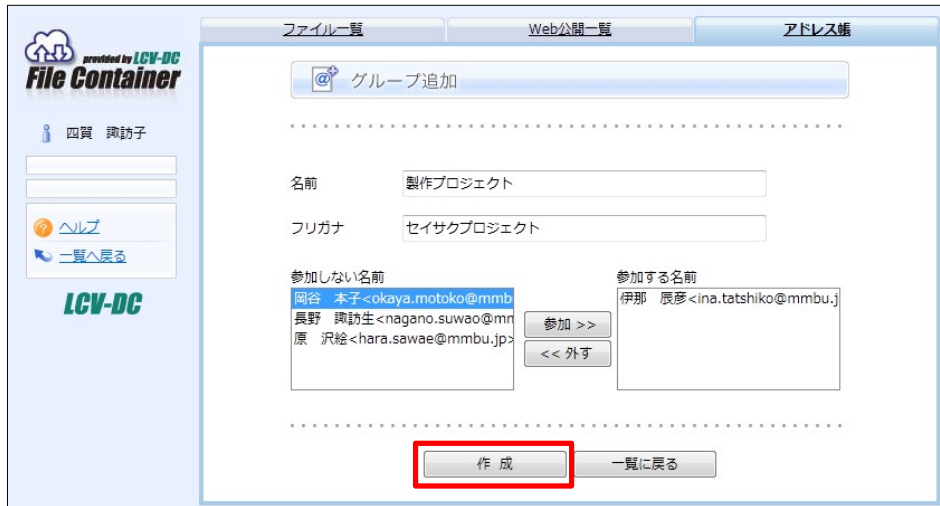 provided by LCV-DC
File Container
四賀 諏訪子
ヘルプ
一覧へ戻る
LCV-DC
ファイル一覧
Web公開一覧
アドレス帳
@
グループ追加
名前
製作プロジェクト
フリガナ
セイサクプロジェクト
参加しない名前
岡谷 本子<okaya.motoko@mmb
長野 諏訪生<nagano.suwao@mn
原 沢絵<hara.sawae@mmbu.jp>
参加 >>
<< 外す
参加する名前
伊那 辰彦<ina.tatshiko@mmbu.j
作 成
一覧に戻る